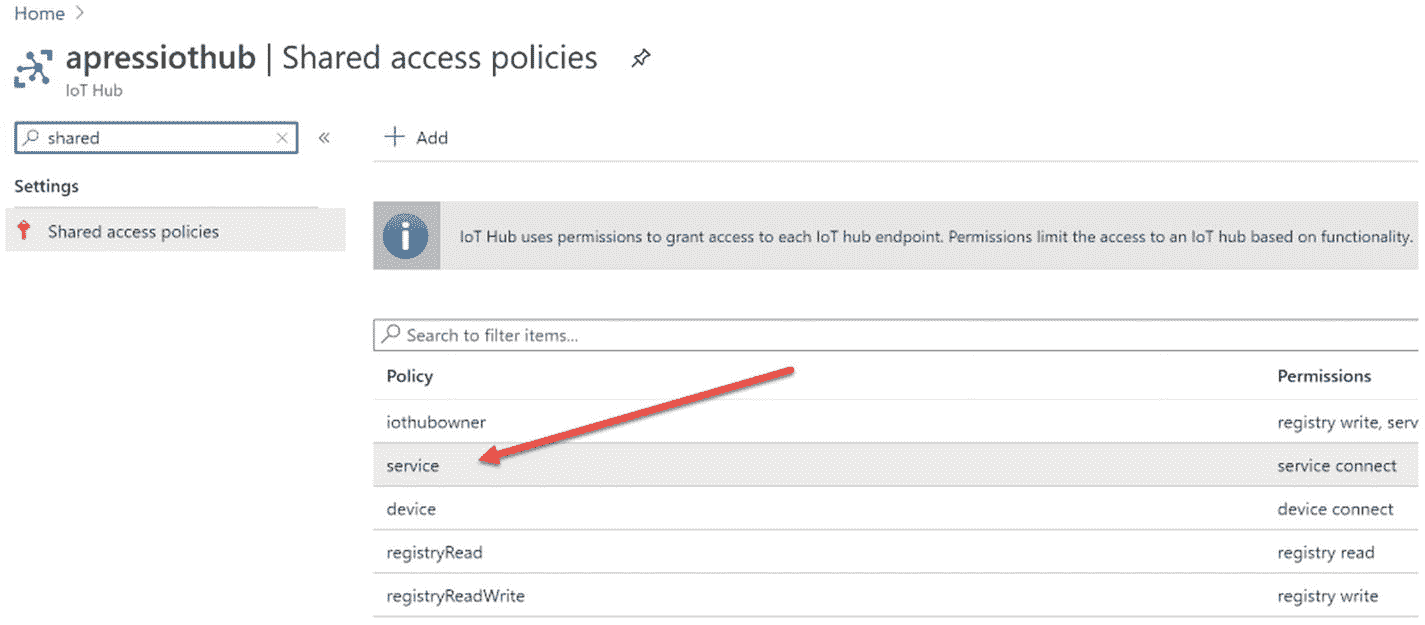 Home >
apressiothub | Shared access policies
IoT Hub
shared
Add
Settings
Shared access policies
IoT Hub uses permissions to grant access to each IoT hub endpoint. Permissions limit the access to an IoT hub based on functionality.
Search to filter items...
Policy Permissions
iothubowner registry write, serv
service service connect
device device connect
registryRead registry read
registryReadWrite registry write